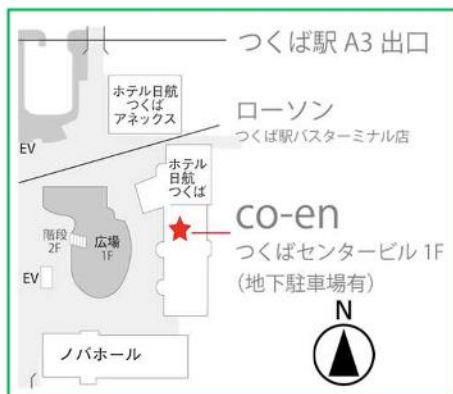 つくば駅 A3 出口
ホテル日航
つくば
アネックス
ローソン
つくば駅バスターミナル店
EV
ホテル
日航
つくば
co-en
つくばセンタービル 1F
（地下駐車場有）
階段
2F
広場
1F
EV
N
ノバホール